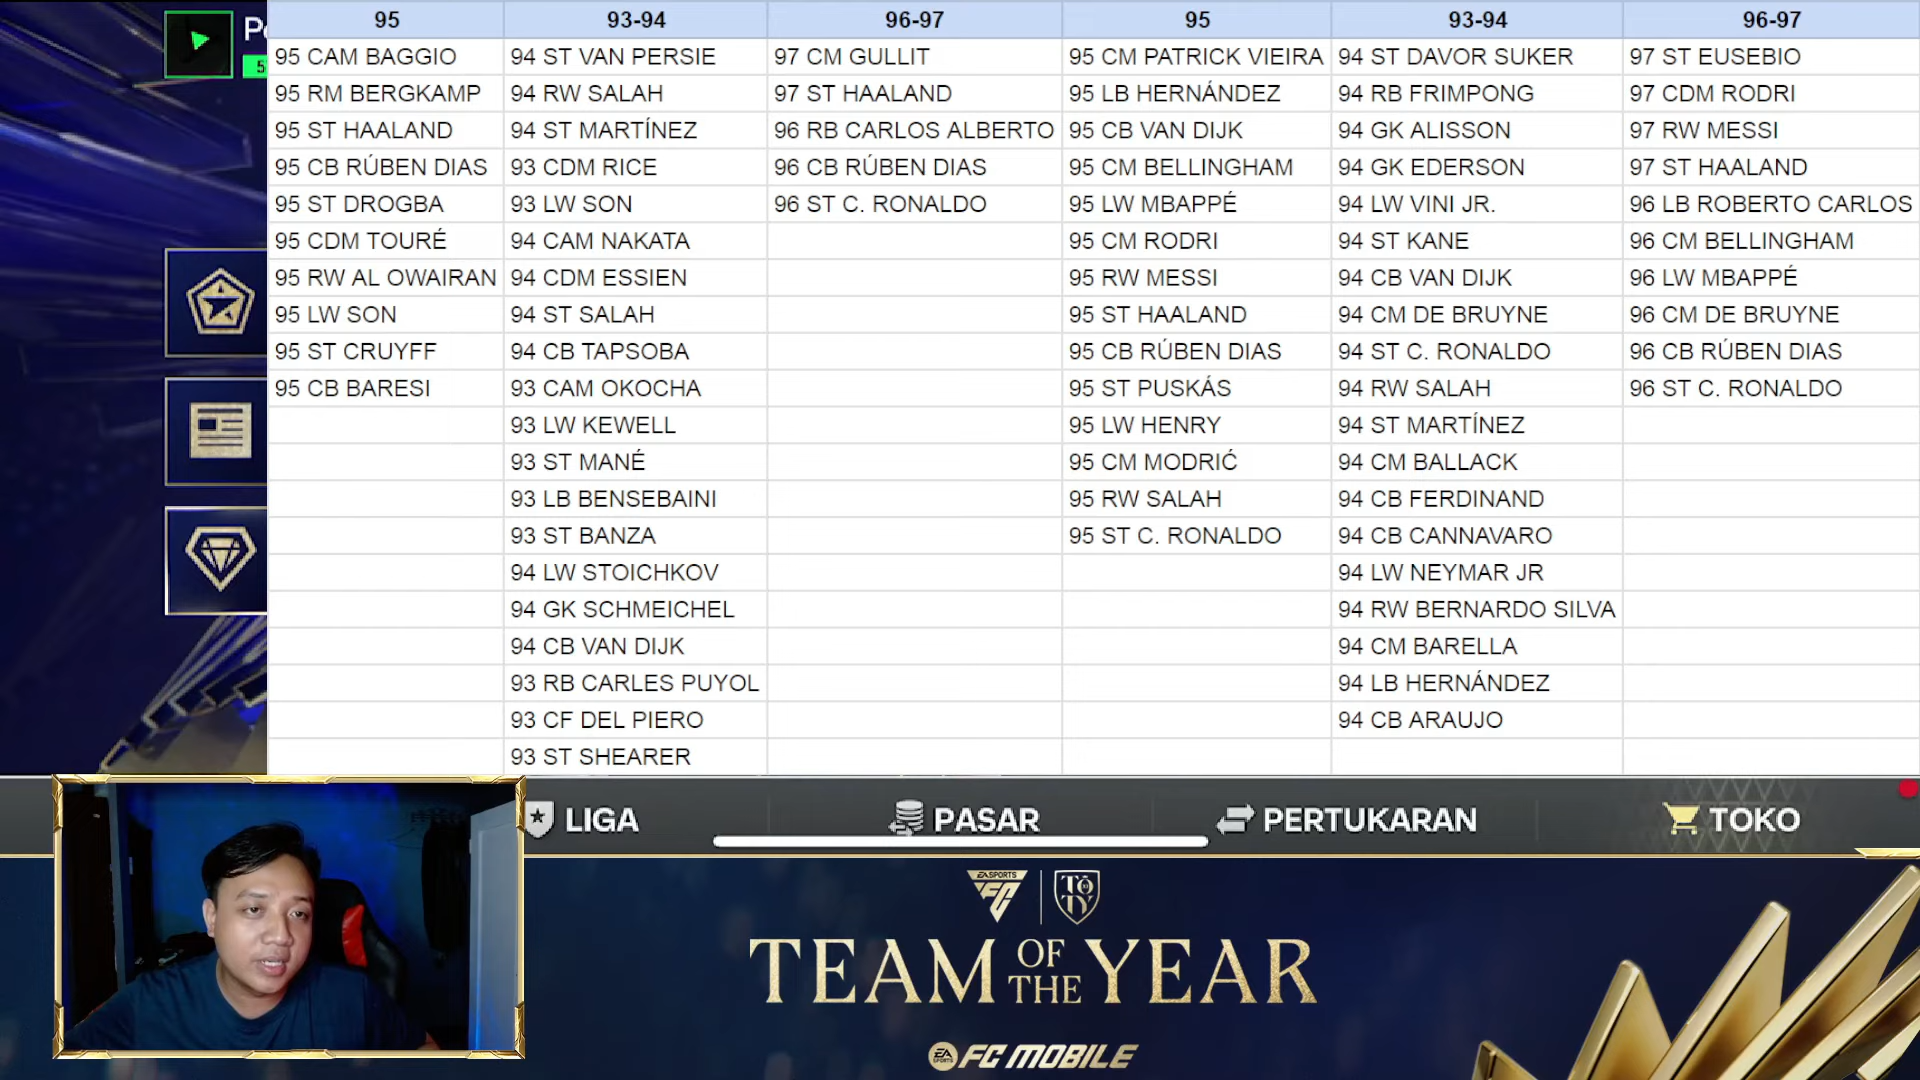 95 93-94 96-97 95 93-94 96-97
95 CAM BAGGIO 94 ST VAN PERSIE 97 CM GULLIT 95 CM PATRICK VIEIRA 94 ST DAVOR SUKER 97 ST EUSEBIO
95 RM BERGKAMP 94 RW SALAH 97 ST HAALAND 95 LB HERNÁNDEZ 94 RB FRIMPONG 97 CDM RODRI
95 ST HAALAND 94 ST MARTÍNEZ 96 RB CARLOS ALBERTO 95 CB VAN DIJK 94 GK ALISSON 97 RW MESSI
95 CB RÚBEN DIAS 93 CDM RICE 96 CB RÚBEN DIAS 95 CM BELLINGHAM 94 GK EDERSON 97 ST HAALAND
95 ST DROGBA 93 LW SON 96 ST C. RONALDO 95 LW MBAPPÉ 94 LW VINI JR. 96 LB ROBERTO CARLOS
95 CDM TOURÉ 94 CAM NAKATA 95 CM RODRI 94 ST KANE 96 CM BELLINGHAM
95 RW AL OWAIRAN 94 CDM ESSIEN 95 RW MESSI 94 CB VAN DIJK 96 LW MBAPPÉ
95 LW SON 94 ST SALAH 95 ST HAALAND 94 CM DE BRUYNE 96 CM DE BRUYNE
95 ST CRUYFF 94 CB TAPSOBA 95 CB RÚBEN DIAS 94 ST C. RONALDO 96 CB RÚBEN DIAS
95 CB BARESI 93 CAM OKOCHA 95 ST PUSKÁS 94 RW SALAH 96 ST C. RONALDO
93 LW KEWELL 95 LW HENRY 94 ST MARTÍNEZ
93 ST MANÉ 95 CM MODRIĆ 94 CM BALLACK
93 LB BENSEBAINI 95 RW SALAH 94 CB FERDINAND
93 ST BANZA 95 ST C. RONALDO 94 CB CANNAVARO
94 LW STOICHKOV 94 LW NEYMAR JR
94 GK SCHMEICHEL 94 RW BERNARDO SILVA
94 CB VAN DIJK 94 CM BARELLA
93 RB CARLES PUYOL 94 LB HERNÁNDEZ
93 CF DEL PIERO 94 CB ARAUJO
93 ST SHEARER
LIGA PASAR PERTUKARAN TOKO
EA SPORTS FC TOTY
TEAM OF THE YEAR
EA SPORTS FC MOBILE